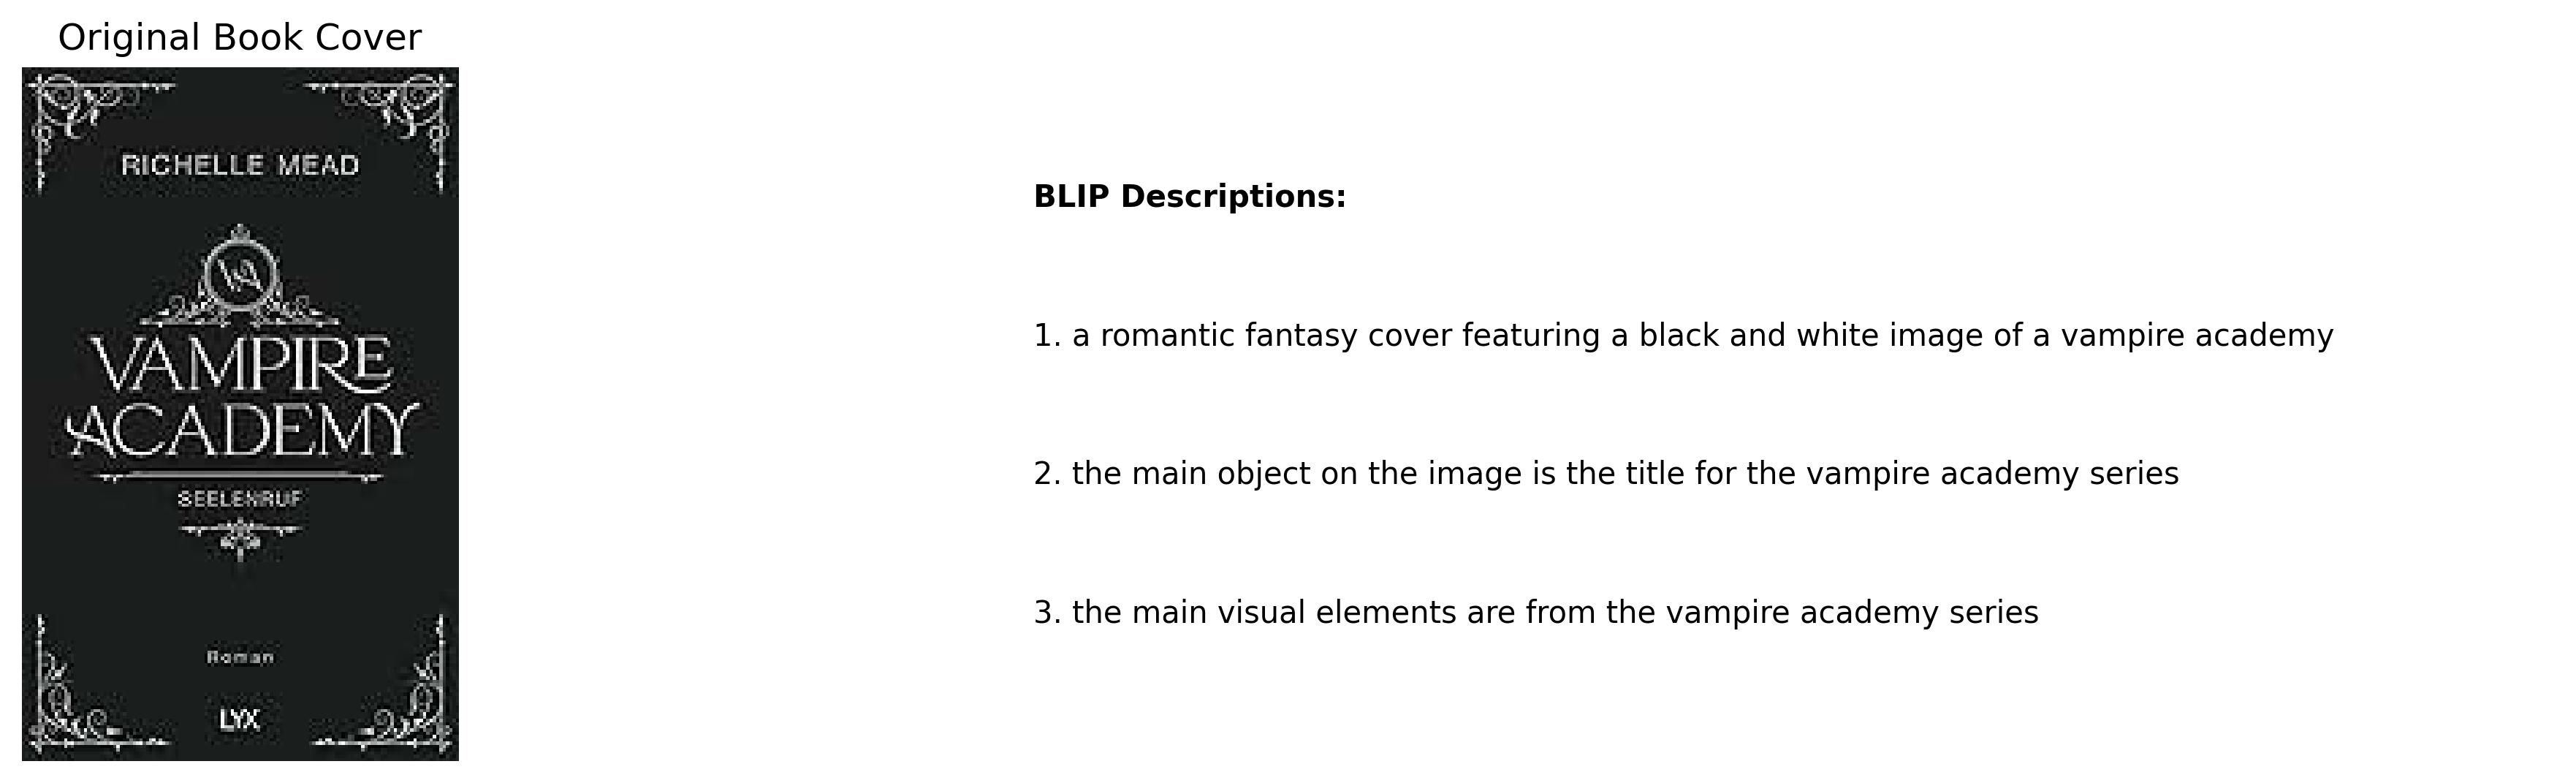 Original Book Cover
RICHELLE MEAD
VA
VAMPIRE
ACADEMY
SEELENRUF
Roman
LYX
BLIP Descriptions:
1. a romantic fantasy cover featuring a black and white image of a vampire academy
2. the main object on the image is the title for the vampire academy series
3. the main visual elements are from the vampire academy series